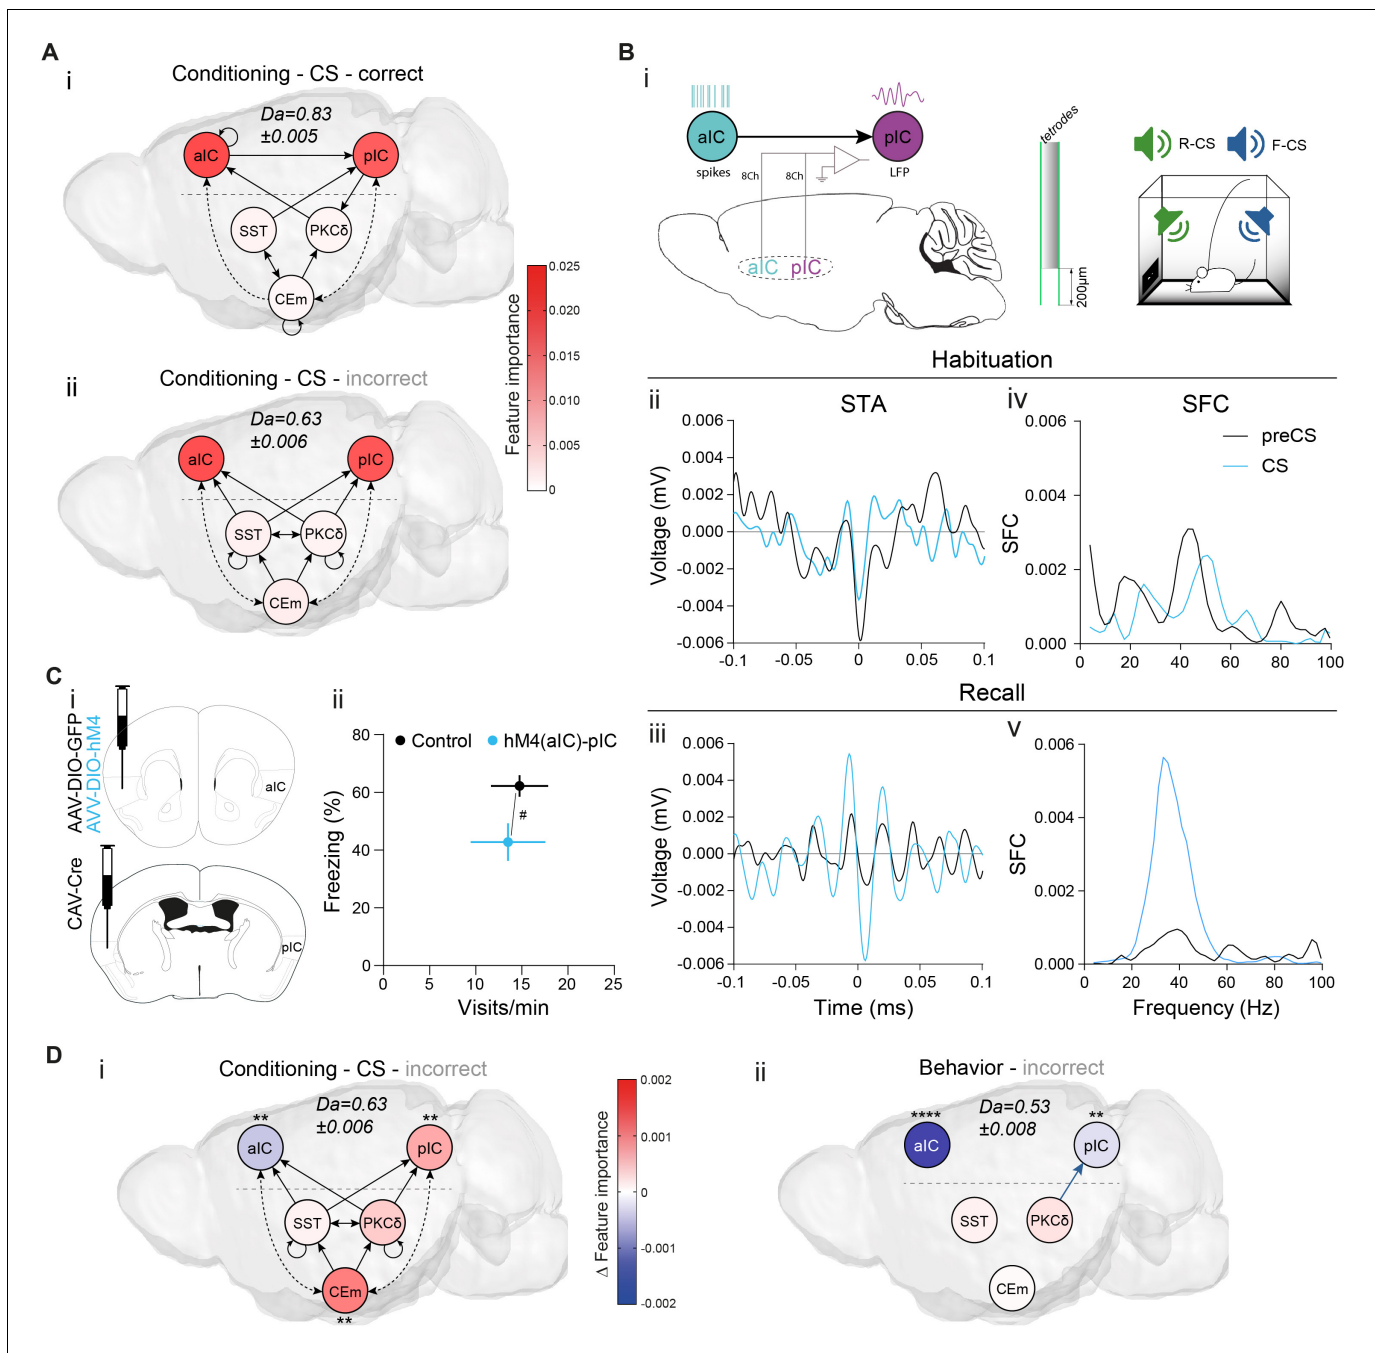 A
i
Conditioning - CS - correct
Da=0.83
±0.005
aIC
pIC
SST
PKCδ
CEm
ii
Conditioning - CS - incorrect
Da=0.63
±0.006
aIC
pIC
SST
PKCδ
CEm
Feature importance
0.025
0.020
0.015
0.010
0.005
0
B
i
aIC
spikes
pIC
LFP
8Ch
8Ch
aIC pIC
tetrodes
200µm
R-CS
F-CS
Habituation
ii
STA
Voltage (mV)
0.006
0.004
0.002
0.000
-0.002
-0.004
-0.006
-0.1
-0.05
0
0.05
0.1
iv
SFC
preCS
CS
SFC
0.006
0.004
0.002
0.000
0
20
40
60
80
100
Recall
iii
Voltage (mV)
0.006
0.004
0.002
0.000
-0.002
-0.004
-0.006
-0.1
-0.05
0
0.05
0.1
Time (ms)
v
SFC
0.006
0.004
0.002
0.000
0
20
40
60
80
100
Frequency (Hz)
C
i
AAV-DIO-GFP
AVV-DIO-hM4
aIC
CAV-Cre
pIC
ii
Control
hM4(aIC)-pIC
Freezing (%)
80
60
40
20
0
#
0
5
10
15
20
25
Visits/min
D
i
Conditioning - CS - incorrect
Da=0.63
±0.006
**
**
aIC
pIC
SST
PKCδ
CEm
**
Δ Feature importance
0.002
0.001
0
-0.001
-0.002
ii
Behavior - incorrect
Da=0.53
±0.008
****
**
aIC
pIC
SST
PKCδ
CEm